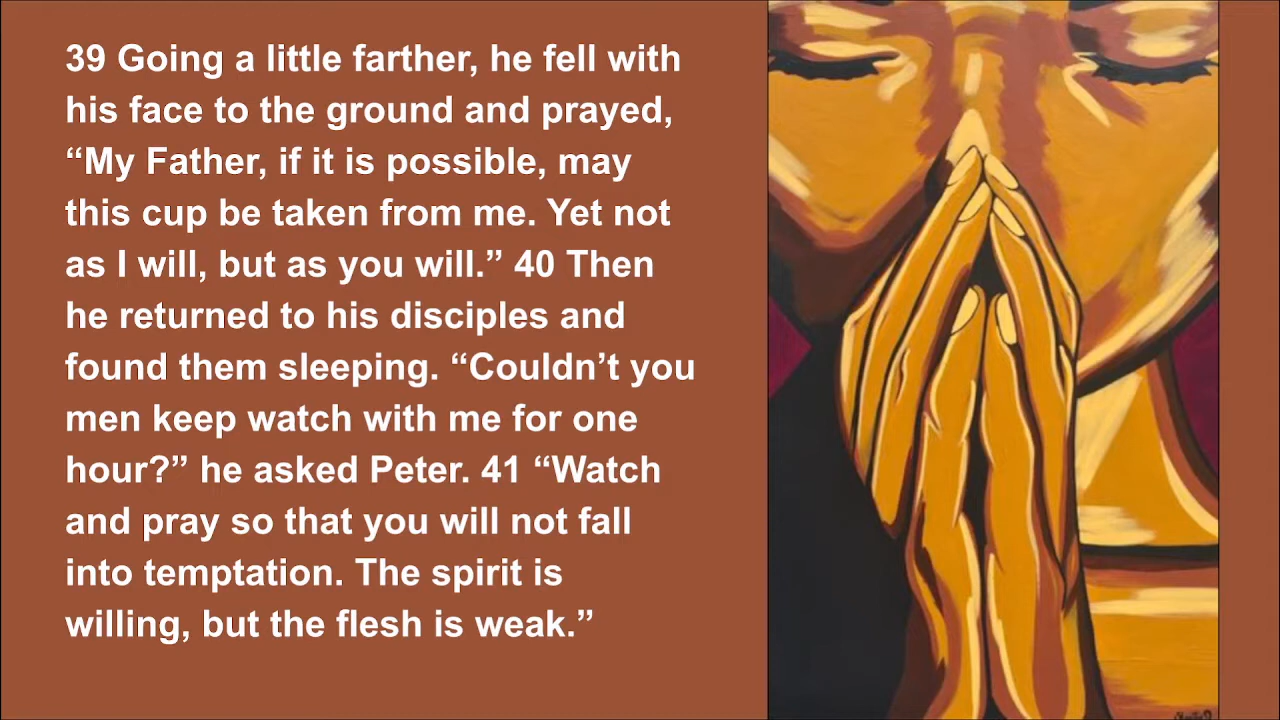 39 Going a little farther, he fell with
his face to the ground and prayed,
“My Father, if it is possible, may
this cup be taken from me. Yet not
as I will, but as you will.” 40 Then
he returned to his disciples and
found them sleeping. “Couldn’t you
men keep watch with me for one
hour?” he asked Peter. 41 “Watch
and pray so that you will not fall
into temptation. The spirit is
willing, but the flesh is weak.”